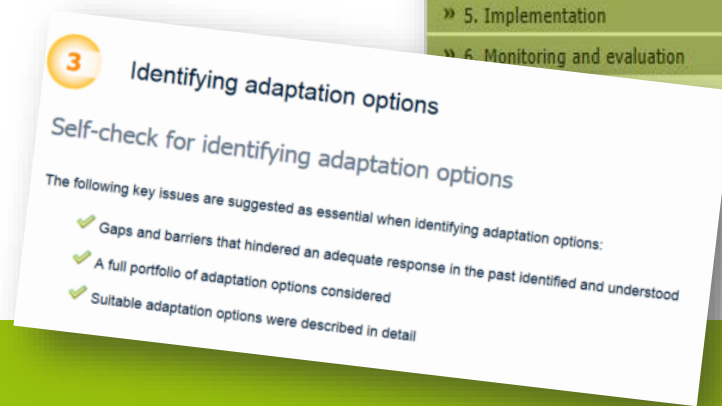 » 5. Implementation
» 6. Monitoring and evaluation
3
Identifying adaptation options
Self-check for identifying adaptation options
The following key issues are suggested as essential when identifying adaptation options:
Gaps and barriers that hindered an adequate response in the past identified and understood
A full portfolio of adaptation options considered
Suitable adaptation options were described in detail